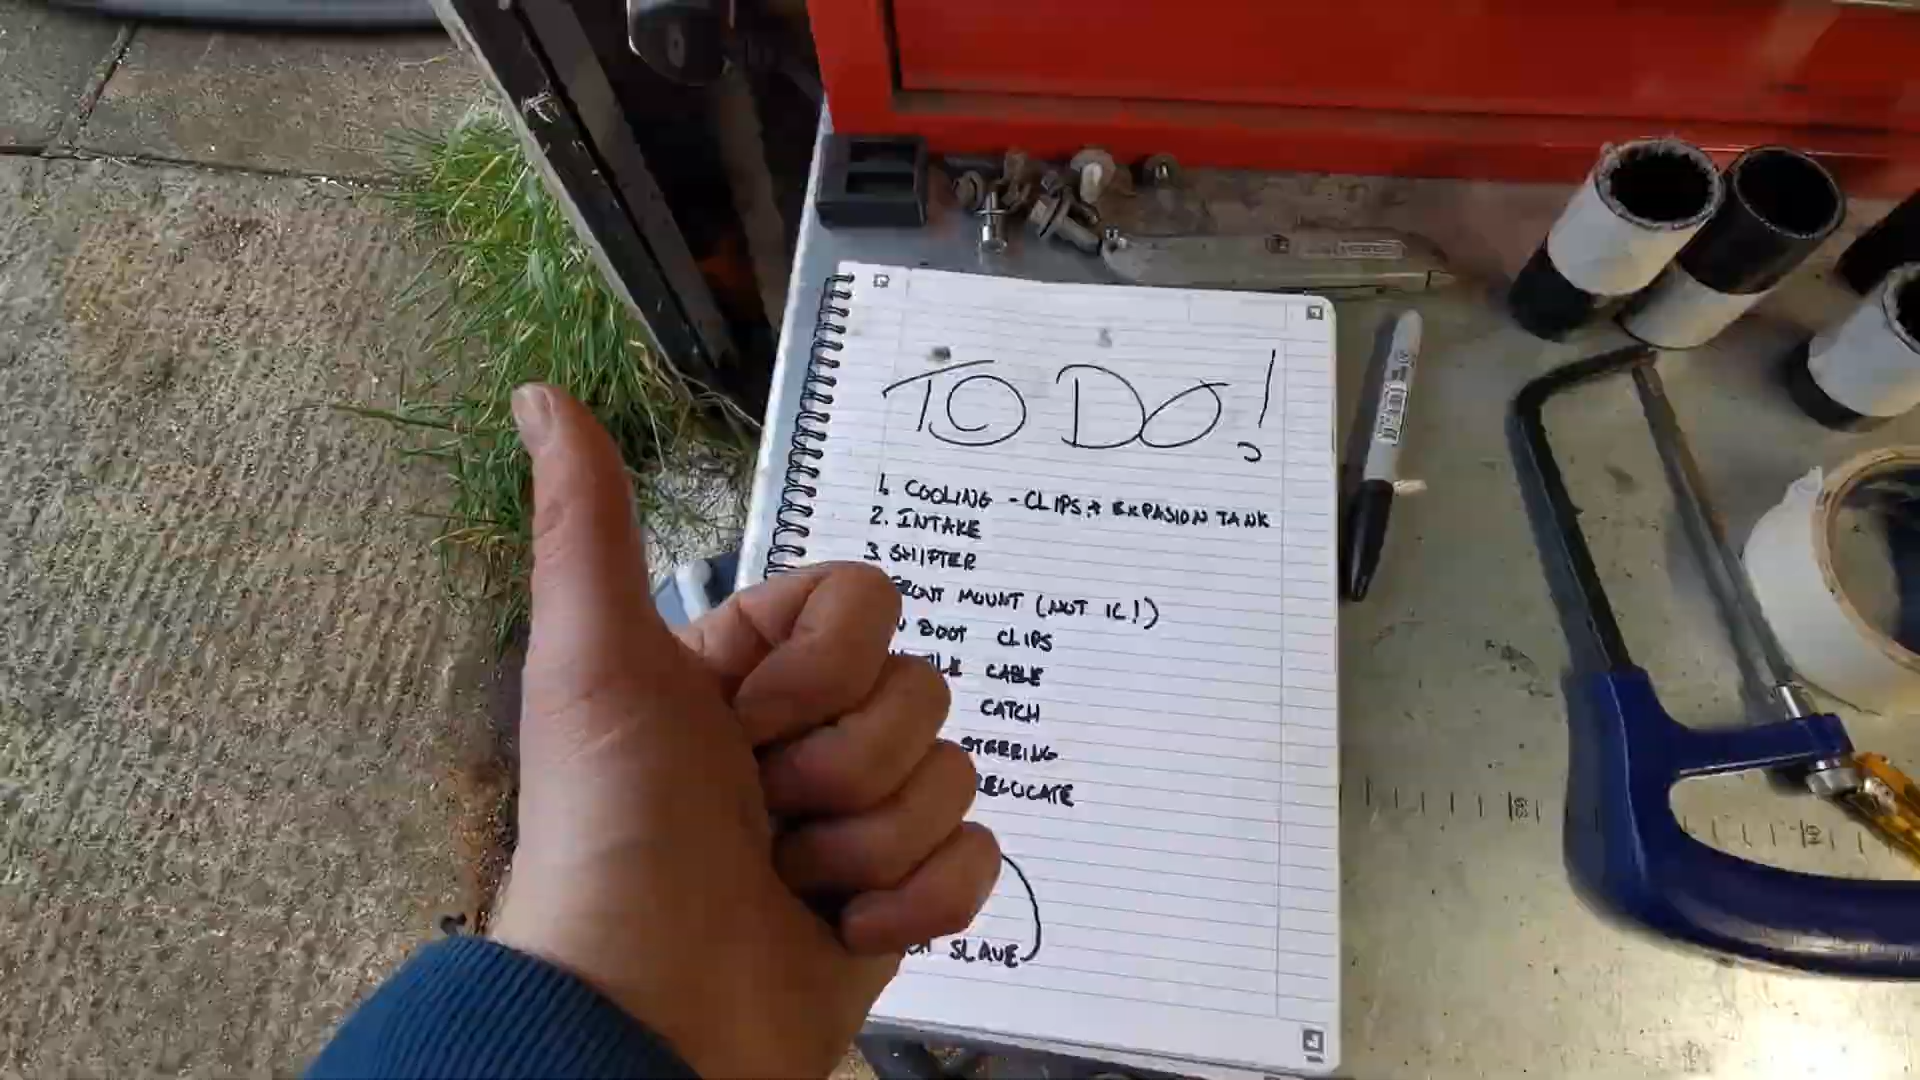 TO DO!
1. COOLING - CLIPS + EXPASION TANK
2. INTAKE
3. SHIFTER
FRONT MOUNT (NOT IC!)
BOOT CLIPS
CABLE
CATCH
STEERING
RELOCATE
SLAVE